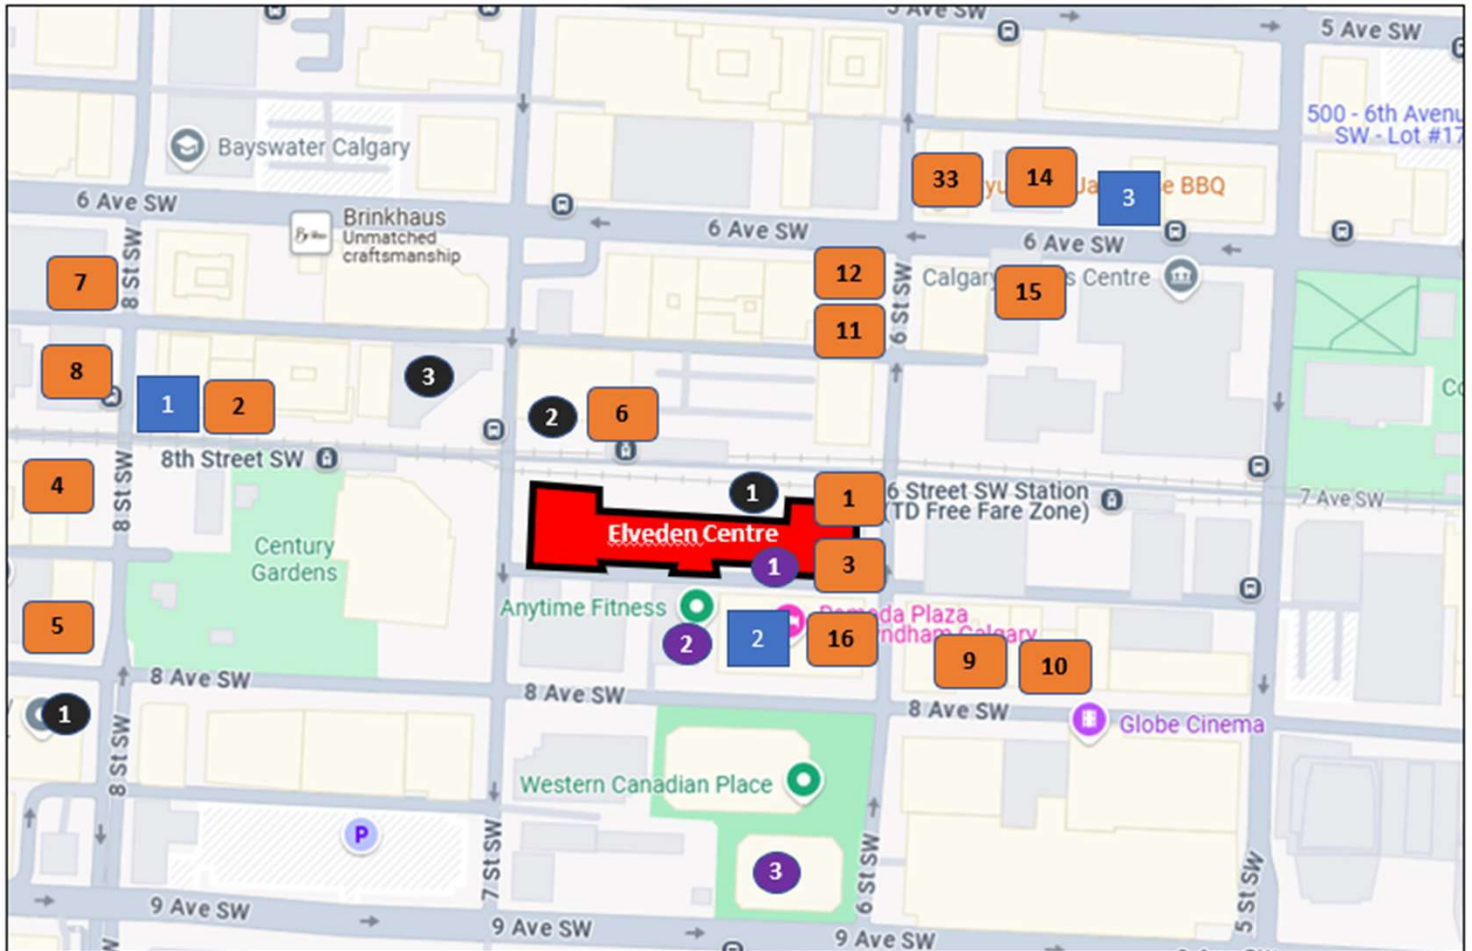 5 Ave SW
5 Ave SW
500 - 6th Avenu
SW - Lot #17
Bayswater Calgary
33
14
3
BBQ
6 Ave SW
Brinkhaus
Unmatched
craftsmanship
6 Ave SW
6 Ave SW
7
8 St SW
12
6 St SW
Calgary
s Centre
15
11
8
3
1
2
2
6
8th Street SW
4
8 St SW
1
1
6 Street SW Station
(TD Free Fare Zone)
7 Ave SW
Elveden Centre
Century
Gardens
1
3
Anytime Fitness
Ramada Plaza
ndham Calgary
5
2
2
16
9
10
8 Ave SW
8 Ave SW
8 Ave SW
1
8 St SW
Globe Cinema
Western Canadian Place
P
7 St SW
3
6 St SW
5 St SW
9 Ave SW
9 Ave SW
9 Ave SW